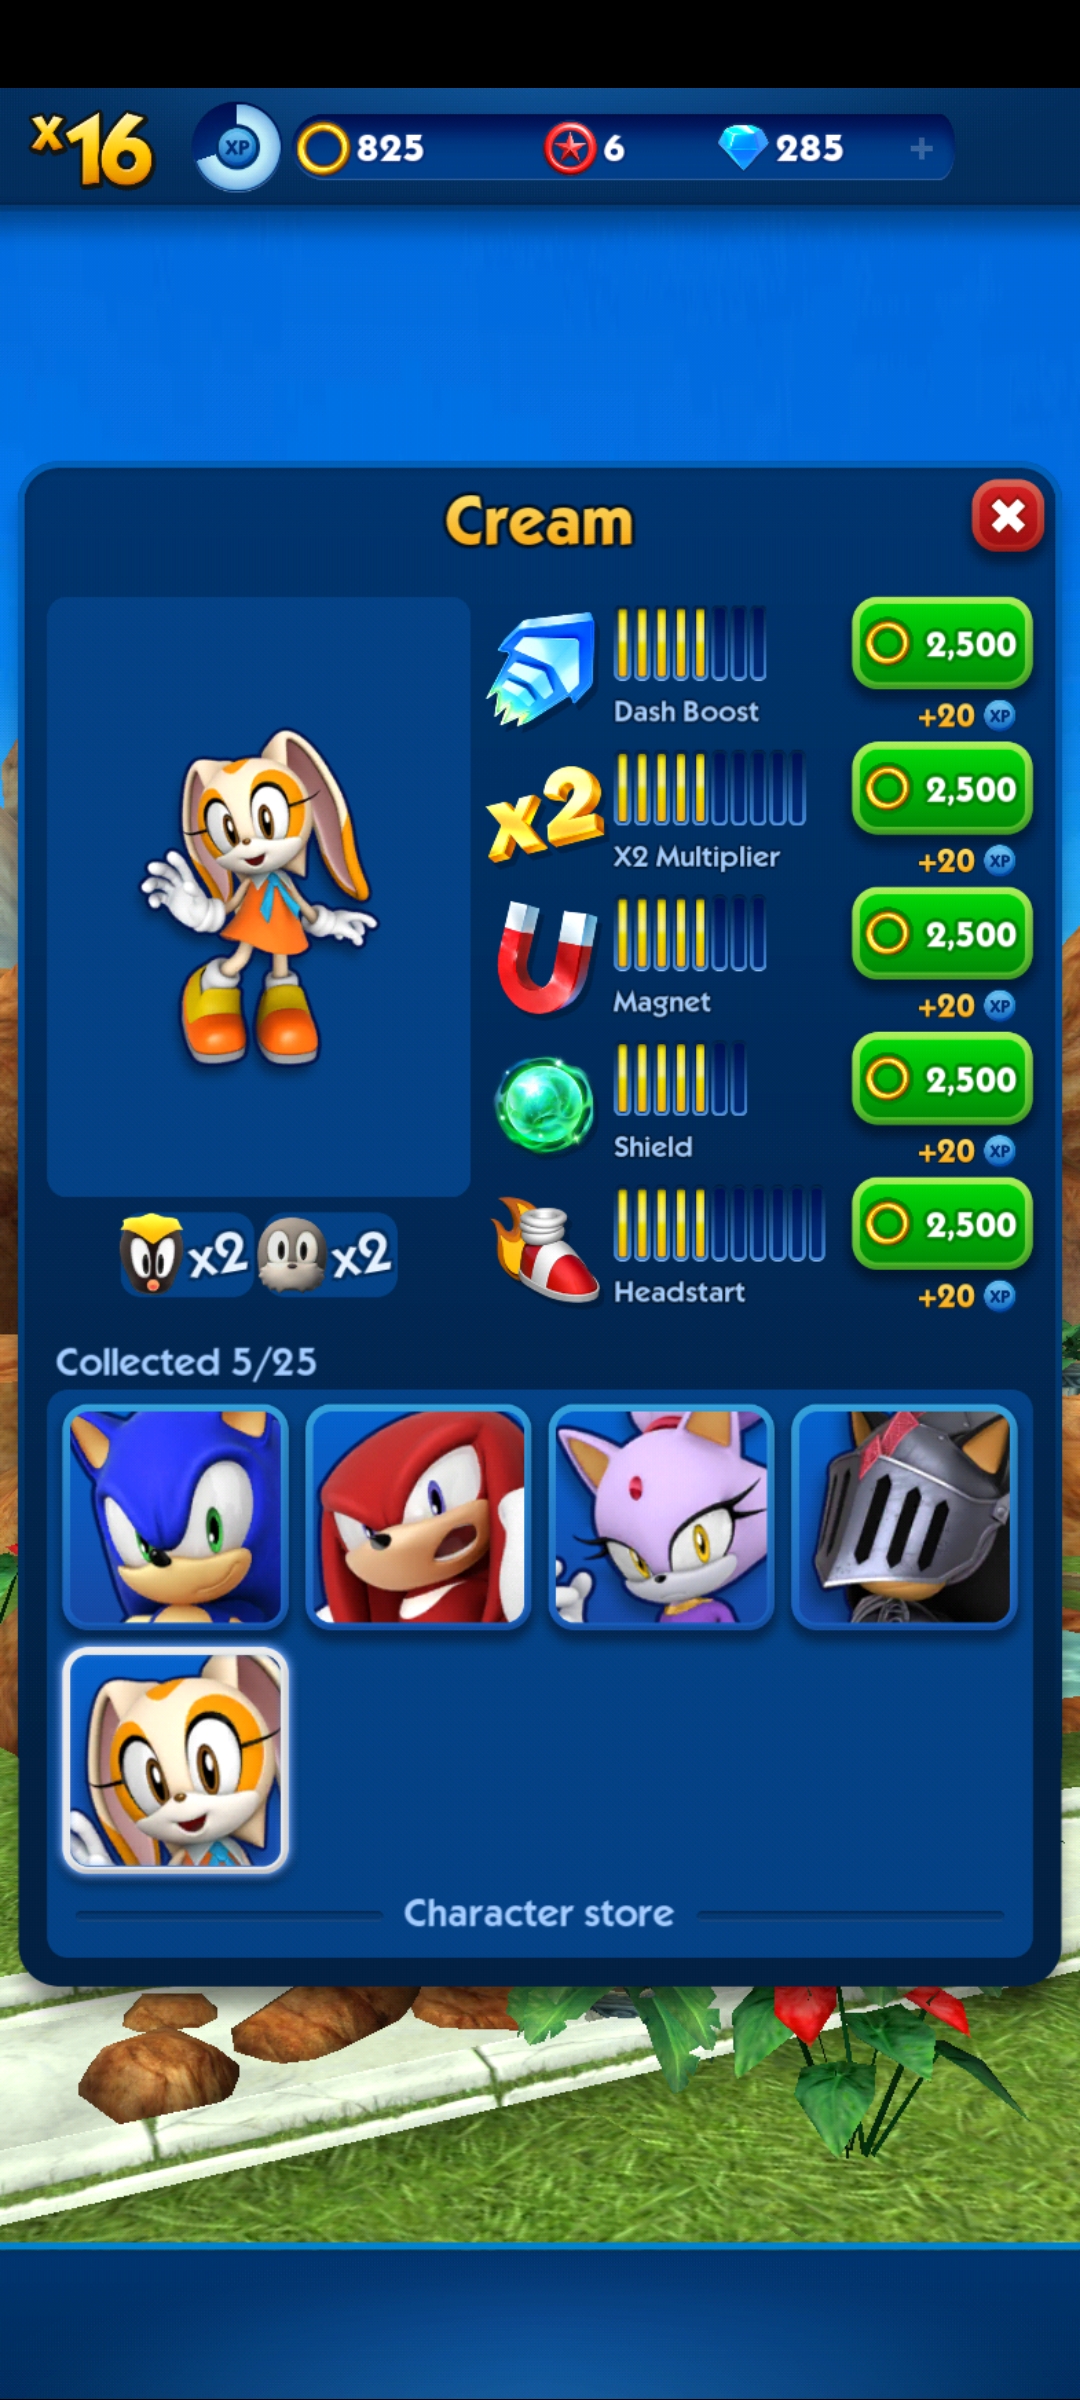 x16 XP 825 6 285 +
Cream
2,500
Dash Boost
+20 XP
x2
2,500
X2 Multiplier
+20 XP
2,500
Magnet
+20 XP
2,500
Shield
+20 XP
x2 x2
2,500
Headstart
+20 XP
Collected 5/25
Character store